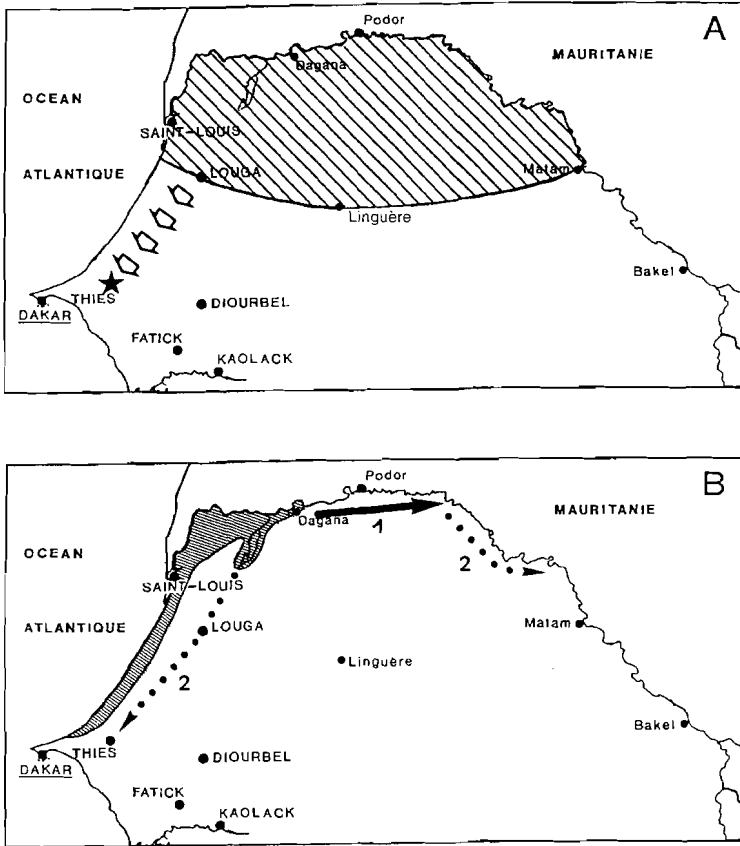 A
Podor
MAURITANIE
Dagana
OCEAN
SAINT-LOUIS
ATLANTIQUE
LOUGA
Matam
Linguère
Bakel
THIES
DAKAR
DIOURBEL
FATICK
KAOLACK
B
Podor
MAURITANIE
Dagana
1
OCEAN
2
SAINT-LOUIS
ATLANTIQUE
LOUGA
Matam
Linguère
2
Bakel
THIES
DAKAR
DIOURBEL
FATICK
KAOLACK